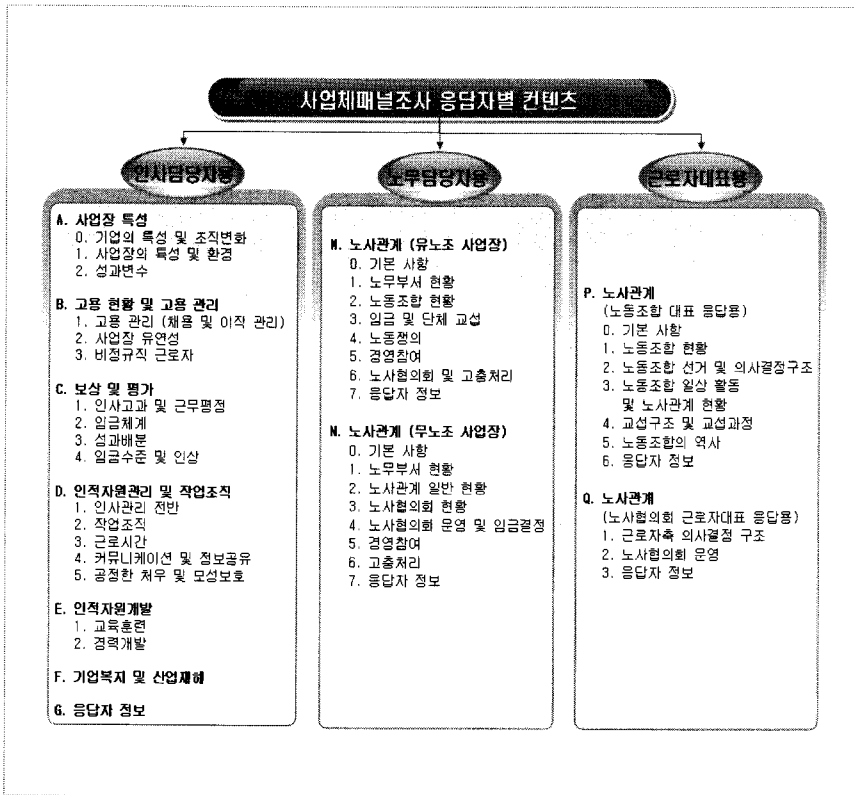 사업체패널조사 응답자별 컨텐츠
인사담당자용
A. 사업장 특성
0. 기업의 특성 및 조직변화
1. 사업장의 특성 및 환경
2. 성과변수
B. 고용 현황 및 고용 관리
1. 고용 관리 (채용 및 이직 관리)
2. 사업장 유연성
3. 비정규직 근로자
C. 보상 및 평가
1. 인사고과 및 근무평정
2. 임금체계
3. 성과배분
4. 임금수준 및 인상
D. 인적자원관리 및 작업조직
1. 인사관리 전반
2. 작업조직
3. 근로시간
4. 커뮤니케이션 및 정보공유
5. 공정한 처우 및 모성보호
E. 인적자원개발
1. 교육훈련
2. 경력개발
F. 기업복지 및 산업재해
G. 응답자 정보
노무담당자용
M. 노사관계 (유노조 사업장)
0. 기본 사항
1. 노무부서 현황
2. 노동조합 현황
3. 임금 및 단체 교섭
4. 노동쟁의
5. 경영참여
6. 노사협의회 및 고충처리
7. 응답자 정보
N. 노사관계 (무노조 사업장)
0. 기본 사항
1. 노무부서 현황
2. 노사관계 일반 현황
3. 노사협의회 현황
4. 노사협의회 운영 및 임금결정
5. 경영참여
6. 고충처리
7. 응답자 정보
근로자대표용
P. 노사관계
(노동조합 대표 응답용)
0. 기본 사항
1. 노동조합 현황
2. 노동조합 선거 및 의사결정구조
3. 노동조합 일상 활동
및 노사관계 현황
4. 교섭구조 및 교섭과정
5. 노동조합의 역사
6. 응답자 정보
Q. 노사관계
(노사협의회 근로자대표 응답용)
1. 근로자측 의사결정 구조
2. 노사협의회 운영
3. 응답자 정보